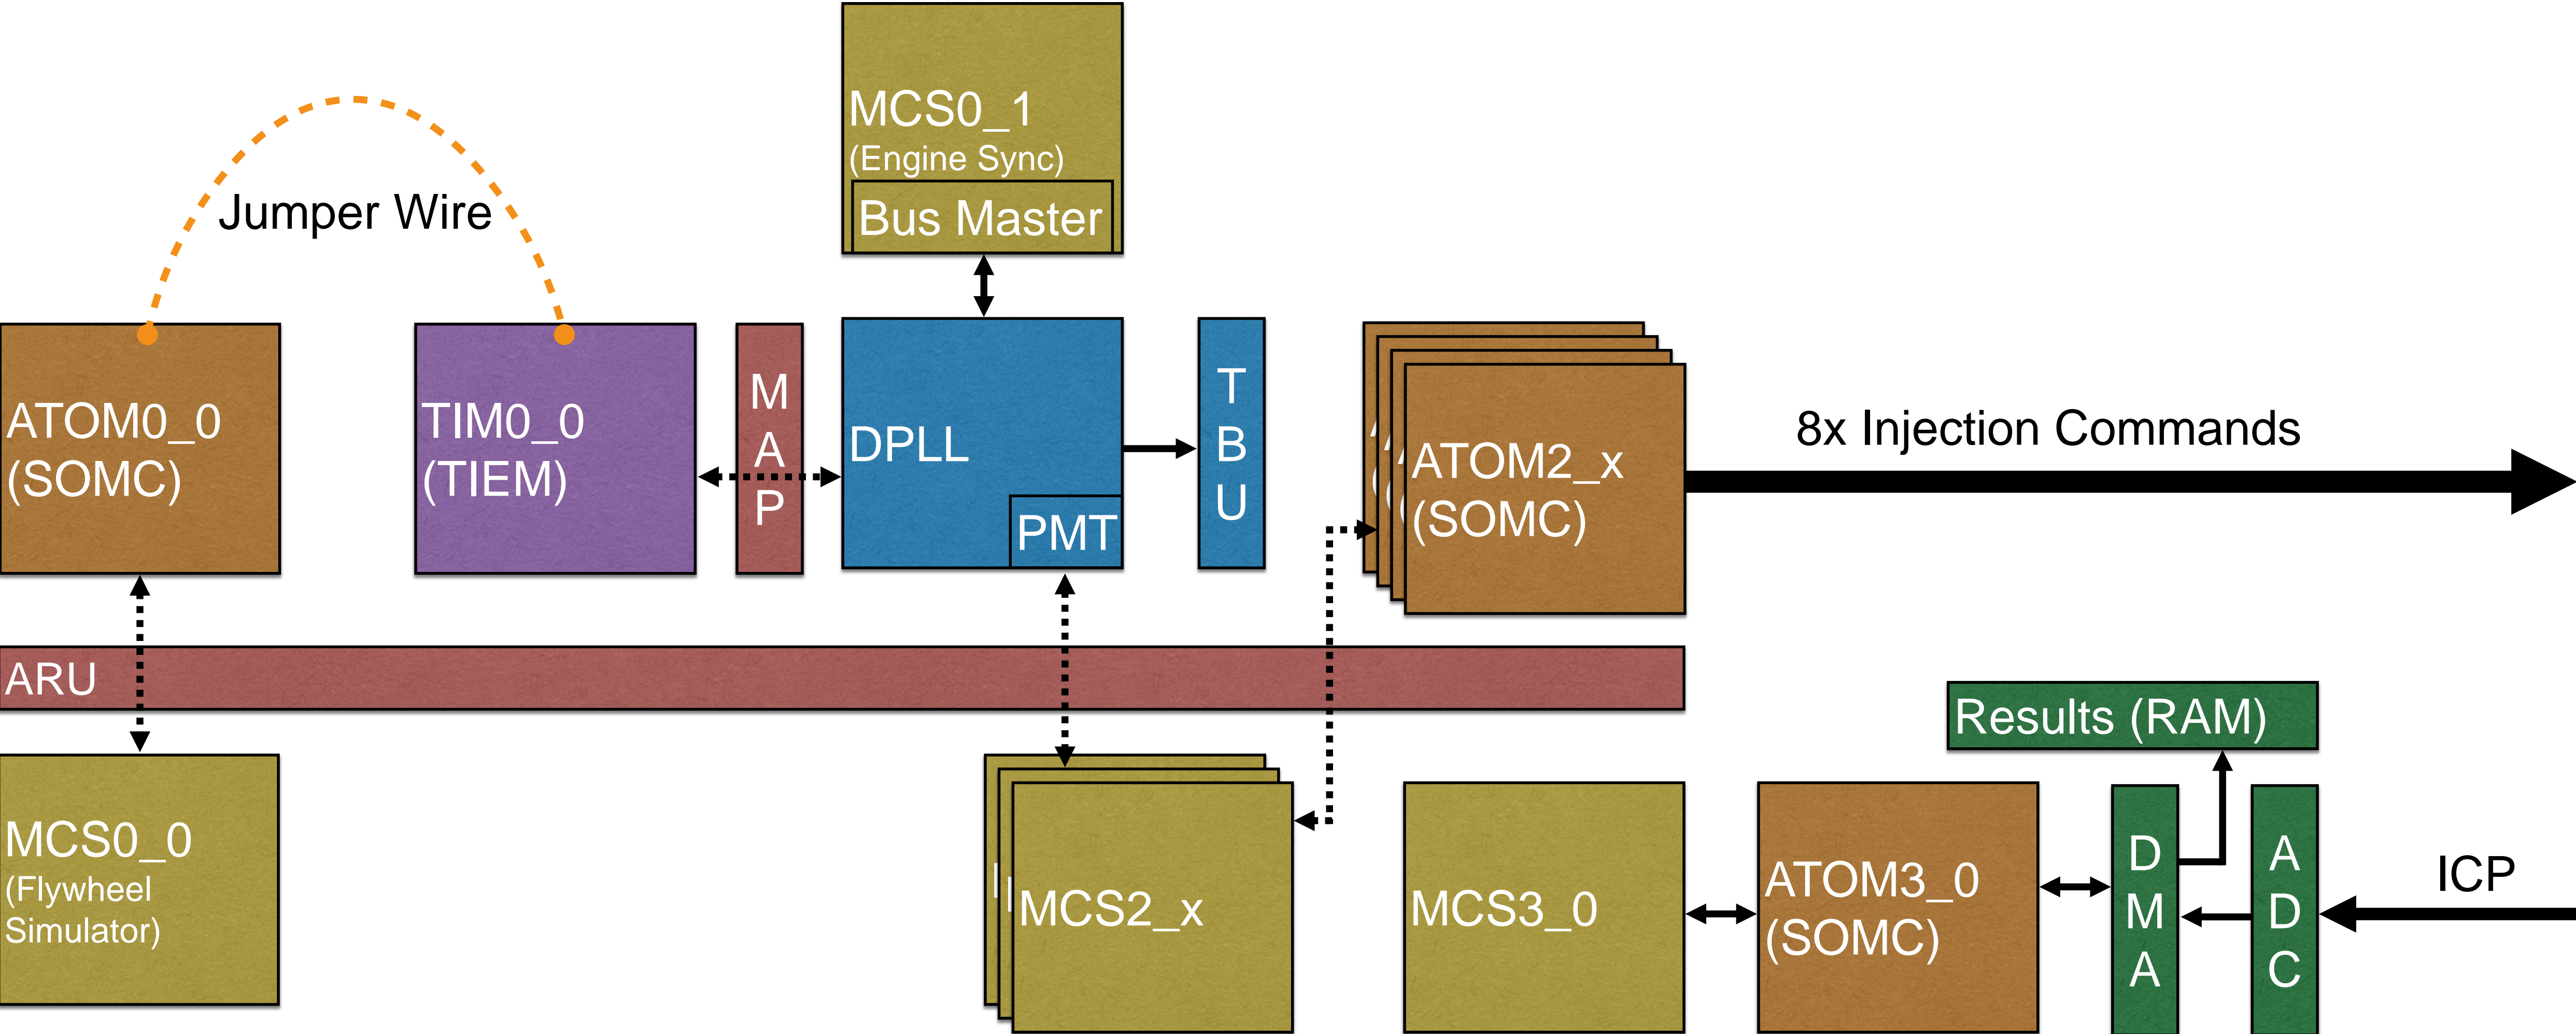 MCS0_1
(Engine Sync)
Bus Master
Jumper Wire
ATOM0_0
(SOMC)
TIM0_0
(TIEM)
M
A
P
DPLL
PMT
T
B
U
ATOM2_x
(SOMC)
8x Injection Commands
ARU
Results (RAM)
MCS0_0
(Flywheel
Simulator)
MCS2_x
MCS3_0
ATOM3_0
(SOMC)
D
M
A
A
D
C
ICP